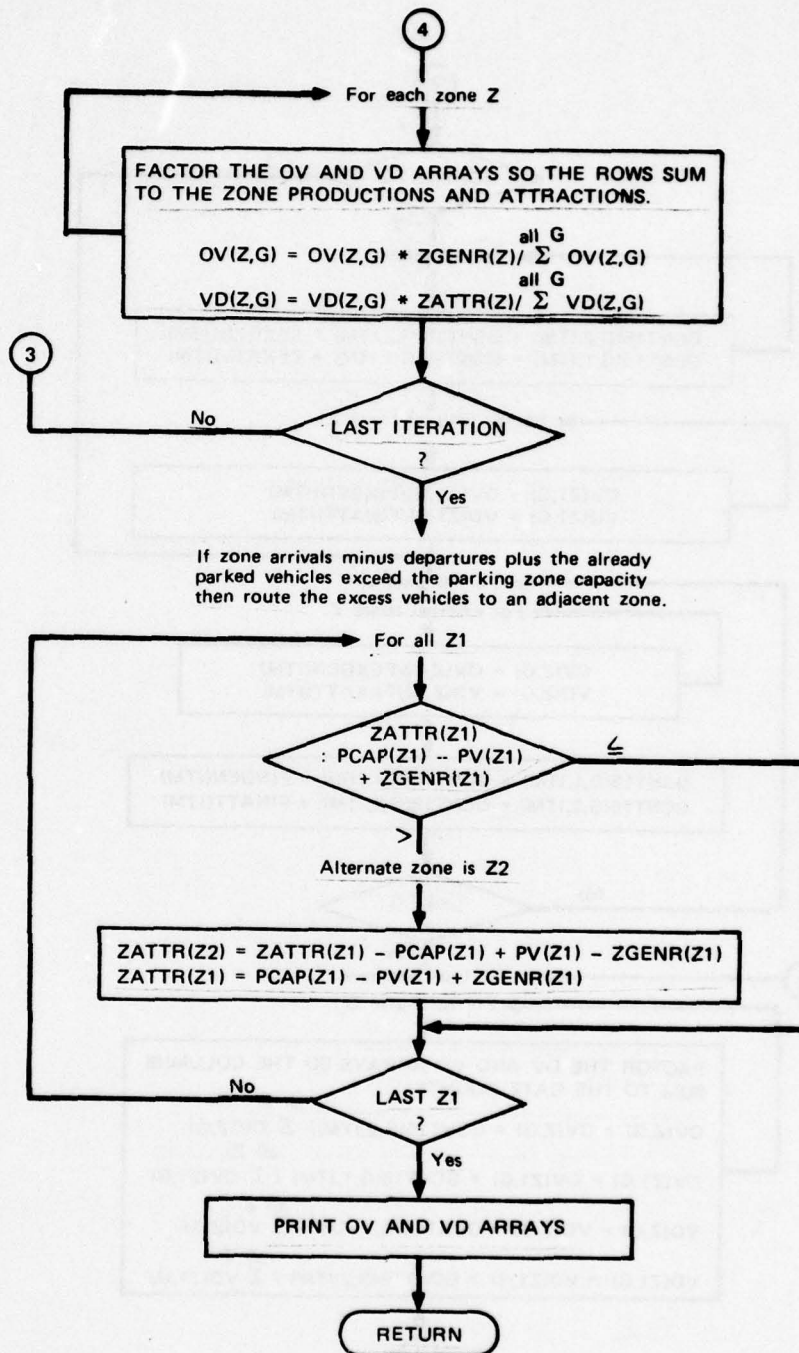 4
For each zone Z
FACTOR THE OV AND VD ARRAYS SO THE ROWS SUM
TO THE ZONE PRODUCTIONS AND ATTRACTIONS.
all G
OV(Z,G) = OV(Z,G) * ZGENR(Z)/ Σ OV(Z,G)
all G
VD(Z,G) = VD(Z,G) * ZATTR(Z)/ Σ VD(Z,G)
3
No
LAST ITERATION
?
Yes
If zone arrivals minus departures plus the already
parked vehicles exceed the parking zone capacity
then route the excess vehicles to an adjacent zone.
For all Z1
ZATTR(Z1)
: PCAP(Z1) -- PV(Z1)
+ ZGENR(Z1)
≤
>
Alternate zone is Z2
ZATTR(Z2) = ZATTR(Z1) − PCAP(Z1) + PV(Z1) − ZGENR(Z1)
ZATTR(Z1) = PCAP(Z1) − PV(Z1) + ZGENR(Z1)
No
LAST Z1
?
Yes
PRINT OV AND VD ARRAYS
RETURN